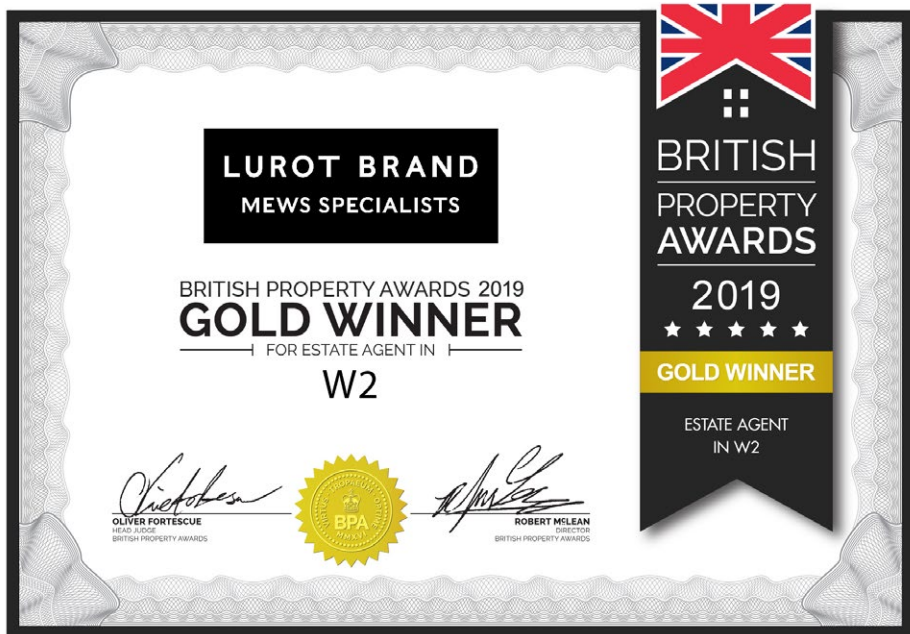 LUROT BRAND
MEWS SPECIALISTS
BRITISH PROPERTY AWARDS 2019
GOLD WINNER
FOR ESTATE AGENT IN
W2
OLIVER FORTESCUE
HEAD JUDGE
BRITISH PROPERTY AWARDS
BPA
MMXVI
ROBERT McLEAN
DIRECTOR
BRITISH PROPERTY AWARDS
BRITISH
PROPERTY
AWARDS
2019
GOLD WINNER
ESTATE AGENT
IN W2